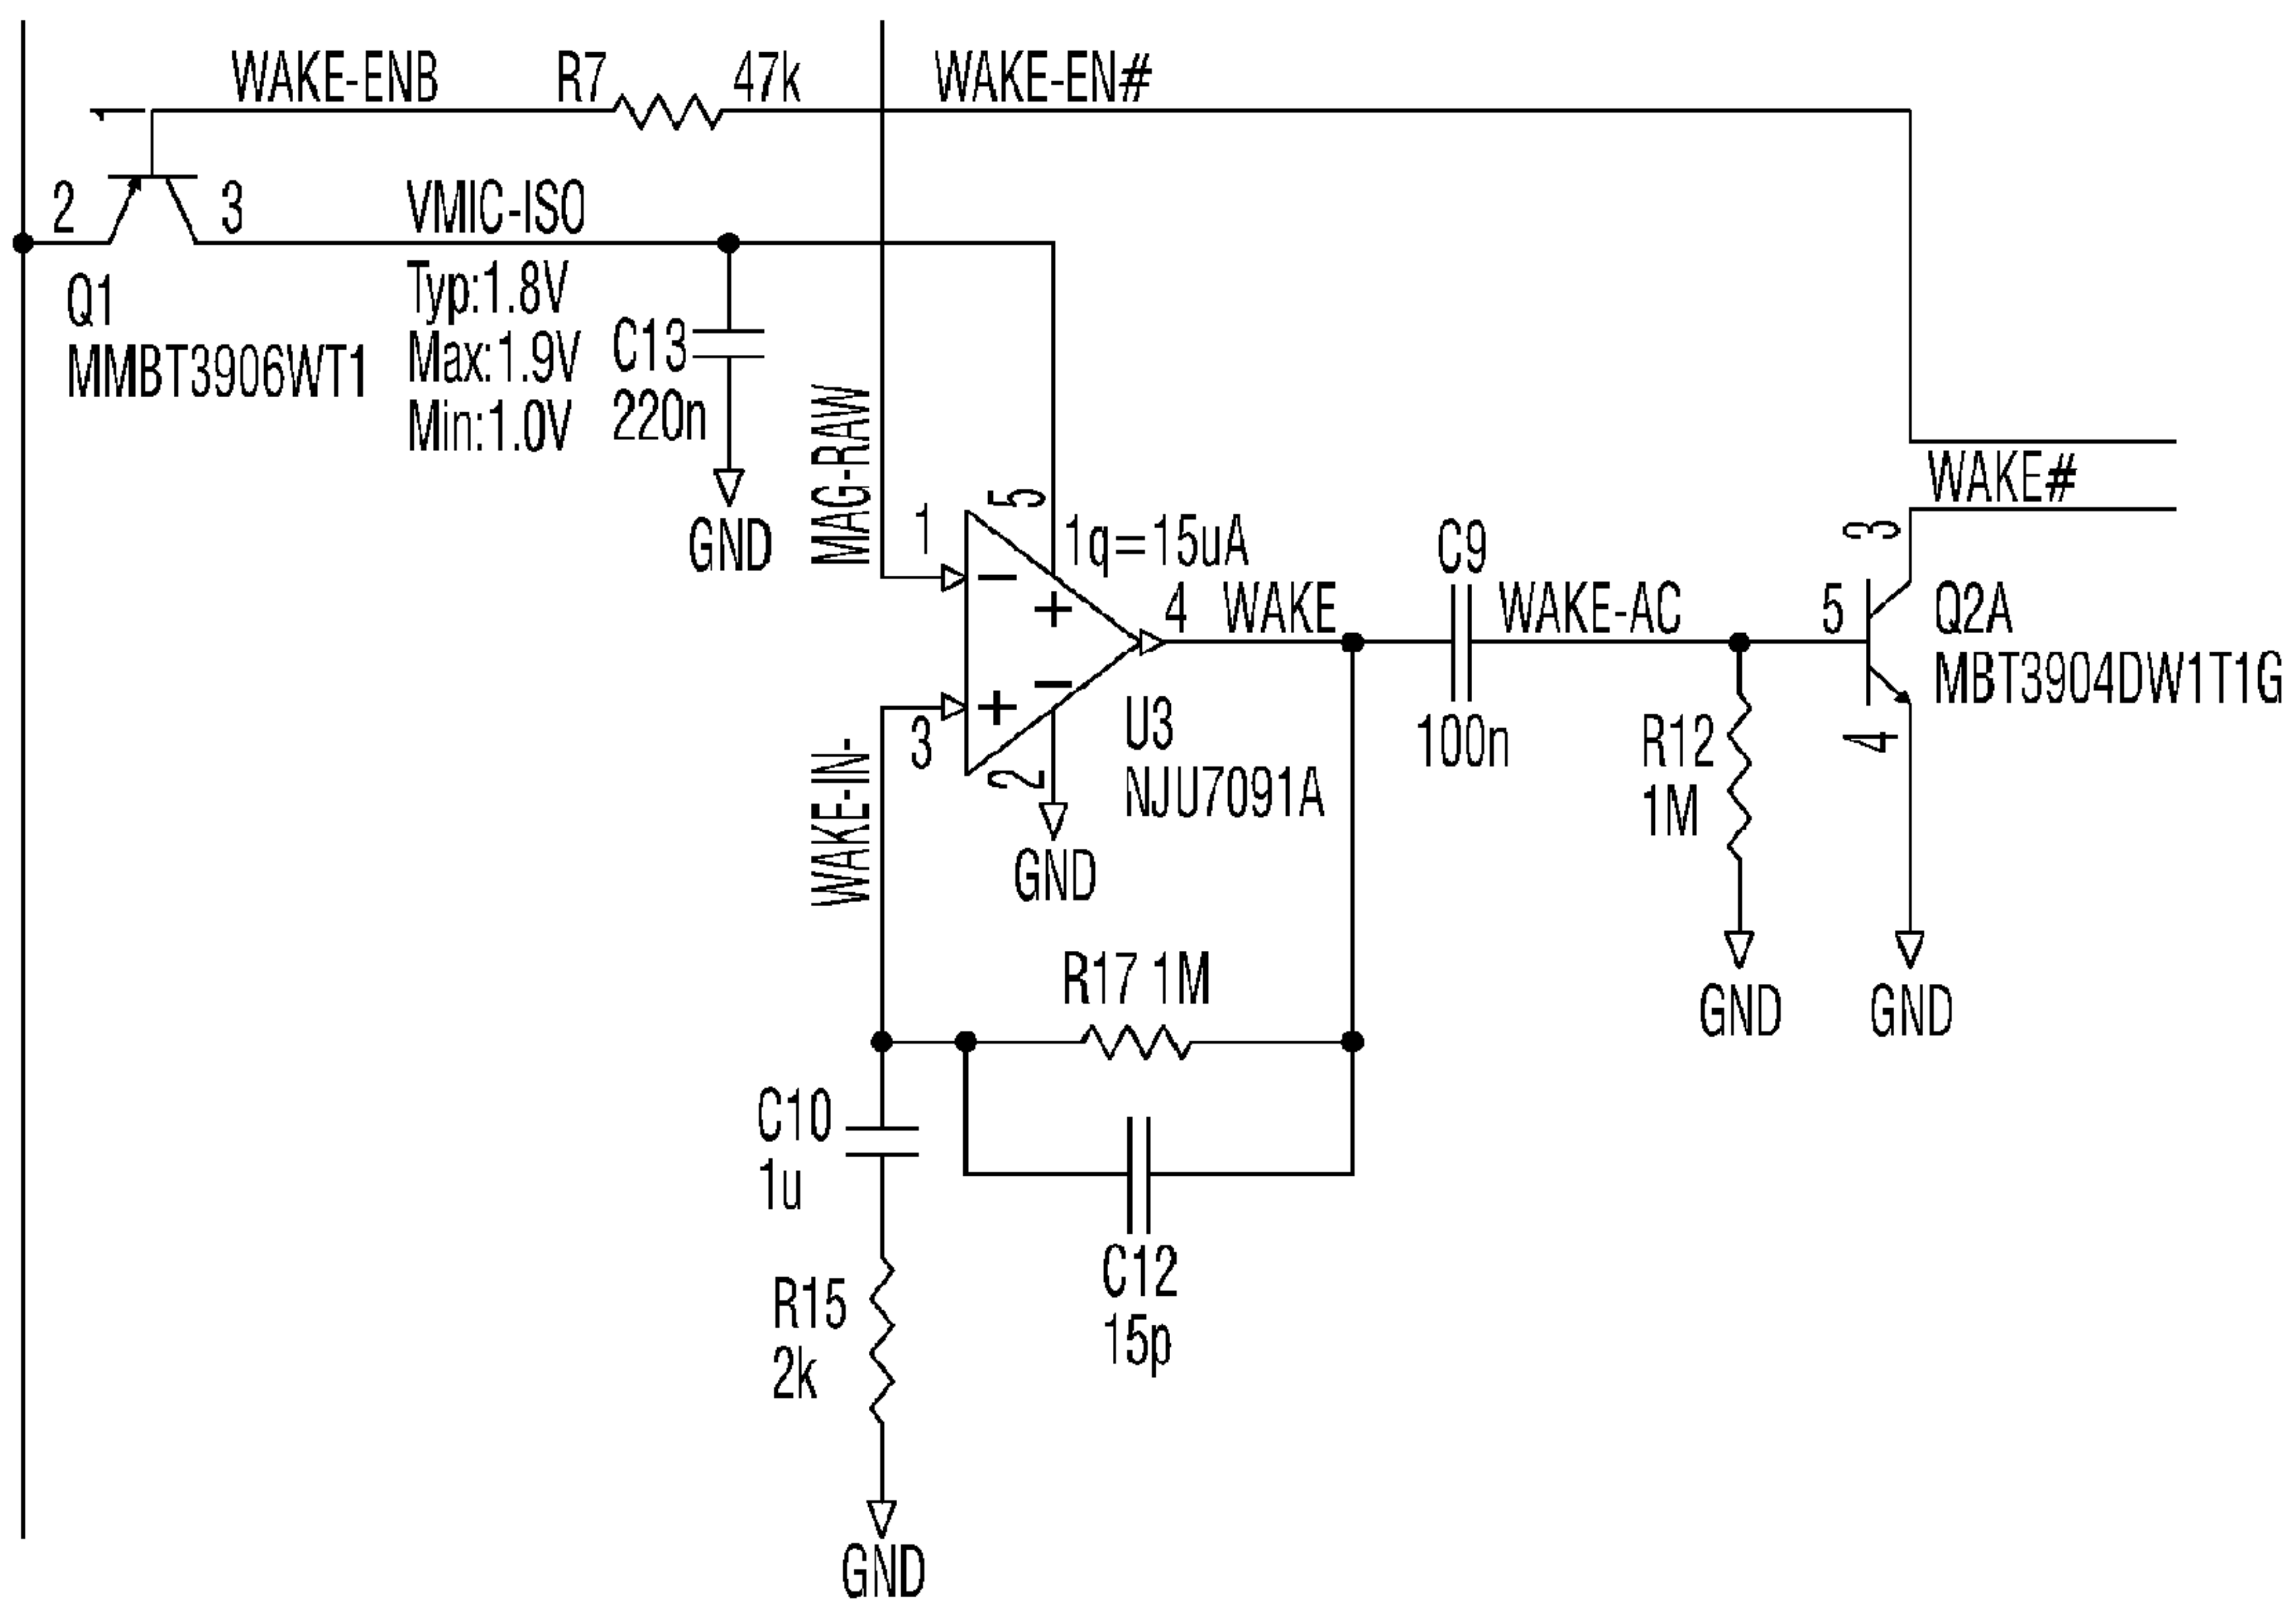 WAKE-ENB
R7
47k
WAKE-EN#
2
3
VMIC-ISO
Q1
MMBT3906WT1
Typ:1.8V
Max:1.9V
Min:1.0V
C13
220n
GND
MAG-RAW
WAKE#
1
5
1q=15uA
4
WAKE
C9
100n
WAKE-AC
5
3
Q2A
MBT3904DW1T1G
4
3
2
U3
NJU7091A
GND
WAKE-IN-
R12
1M
GND
GND
R17 1M
C10
1u
C12
15p
R15
2k
GND